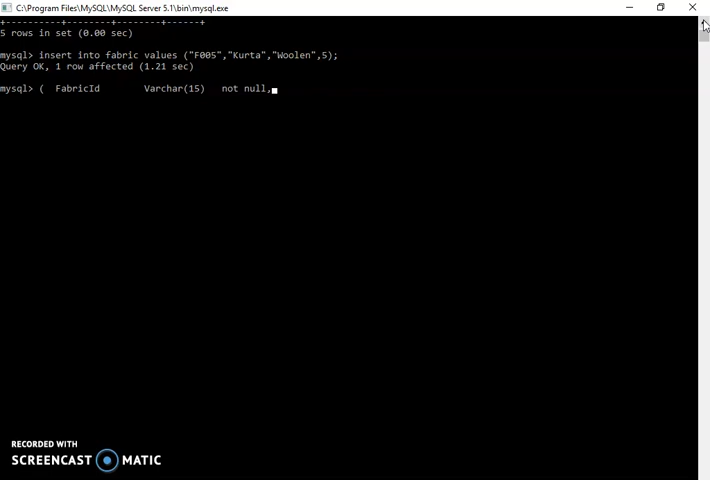 C:\Program Files\MySQL\MySQL Server 5.1\bin\mysql.exe
+----------+--------+--------+------+
5 rows in set (0.00 sec)
mysql> insert into fabric values ("F005","Kurta","Woolen",5);
Query OK, 1 row affected (1.21 sec)
mysql> (  FabricId        Varchar(15)   not null,
RECORDED WITH
SCREENCAST MATIC